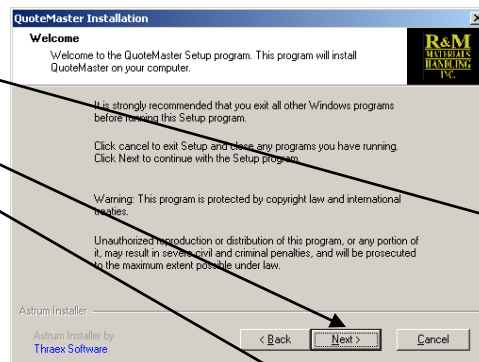 QuoteMaster Installation
Welcome
Welcome to the QuoteMaster Setup program. This program will install
QuoteMaster on your computer.
R&M
MATERIALS
HANDLING
INC.
It is strongly recommended that you exit all other Windows programs
before running this Setup program.
Click cancel to exit Setup and close any programs you have running.
Click Next to continue with the Setup program.
Warning: This program is protected by copyright law and international
treaties.
Unauthorized reproduction or distribution of this program, or any portion of
it, may result in severe civil and criminal penalties, and will be prosecuted
to the maximum extent possible under law.
Astrum Installer
Astrum Installer by
Thraex Software
< Back
Next >
Cancel